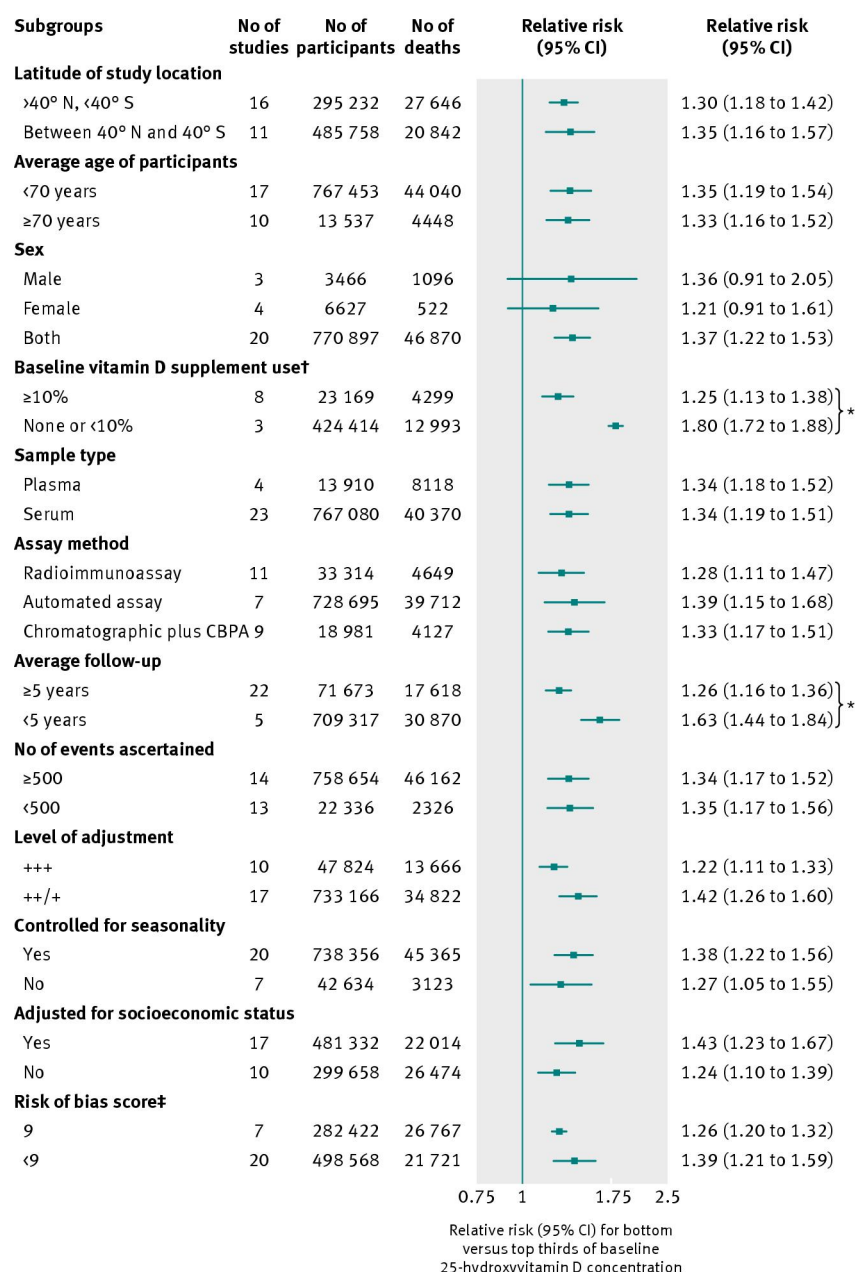 Subgroups No of studies No of participants No of deaths Relative risk (95% CI) Relative risk (95% CI)
Latitude of study location
>40° N, <40° S 16 295 232 27 646 1.30 (1.18 to 1.42)
Between 40° N and 40° S 11 485 758 20 842 1.35 (1.16 to 1.57)
Average age of participants
<70 years 17 767 453 44 040 1.35 (1.19 to 1.54)
≥70 years 10 13 537 4448 1.33 (1.16 to 1.52)
Sex
Male 3 3466 1096 1.36 (0.91 to 2.05)
Female 4 6627 522 1.21 (0.91 to 1.61)
Both 20 770 897 46 870 1.37 (1.22 to 1.53)
Baseline vitamin D supplement use†
≥10% 8 23 169 4299 1.25 (1.13 to 1.38)
None or <10% 3 424 414 12 993 1.80 (1.72 to 1.88)
*
Sample type
Plasma 4 13 910 8118 1.34 (1.18 to 1.52)
Serum 23 767 080 40 370 1.34 (1.19 to 1.51)
Assay method
Radioimmunoassay 11 33 314 4649 1.28 (1.11 to 1.47)
Automated assay 7 728 695 39 712 1.39 (1.15 to 1.68)
Chromatographic plus CBPA 9 18 981 4127 1.33 (1.17 to 1.51)
Average follow-up
≥5 years 22 71 673 17 618 1.26 (1.16 to 1.36)
<5 years 5 709 317 30 870 1.63 (1.44 to 1.84)
*
No of events ascertained
≥500 14 758 654 46 162 1.34 (1.17 to 1.52)
<500 13 22 336 2326 1.35 (1.17 to 1.56)
Level of adjustment
+++ 10 47 824 13 666 1.22 (1.11 to 1.33)
++/+ 17 733 166 34 822 1.42 (1.26 to 1.60)
Controlled for seasonality
Yes 20 738 356 45 365 1.38 (1.22 to 1.56)
No 7 42 634 3123 1.27 (1.05 to 1.55)
Adjusted for socioeconomic status
Yes 17 481 332 22 014 1.43 (1.23 to 1.67)
No 10 299 658 26 474 1.24 (1.10 to 1.39)
Risk of bias score‡
9 7 282 422 26 767 1.26 (1.20 to 1.32)
<9 20 498 568 21 721 1.39 (1.21 to 1.59)
0.75 1 1.75 2.5
Relative risk (95% CI) for bottom
versus top thirds of baseline
25-hydroxyvitamin D concentration